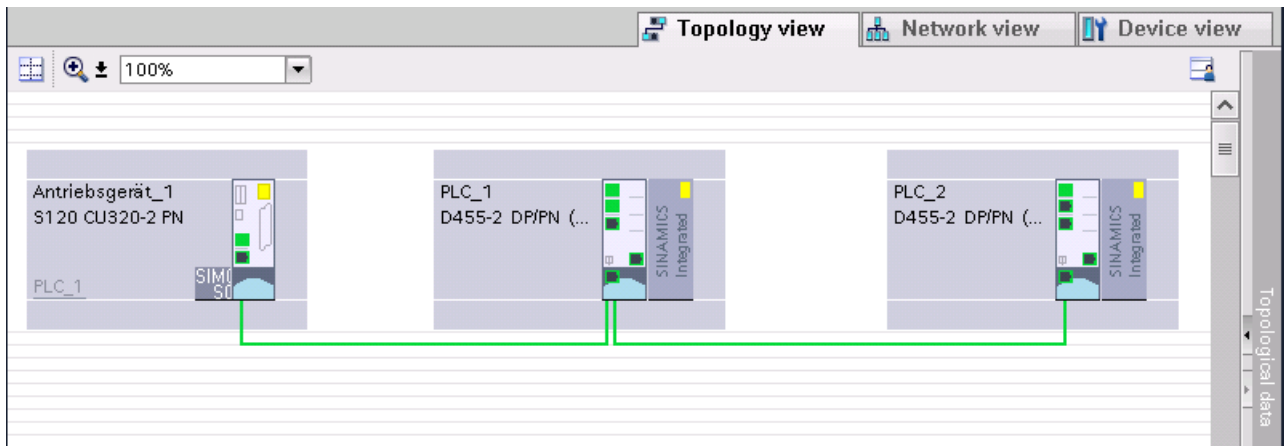 Topology view
Network view
Device view
100%
Antriebsgerät_1
S120 CU320-2 PN
PLC_1
PLC_1
D455-2 DP/PN (...
SINAMICS
Integrated
PLC_2
D455-2 DP/PN (...
SINAMICS
Integrated
Topological data